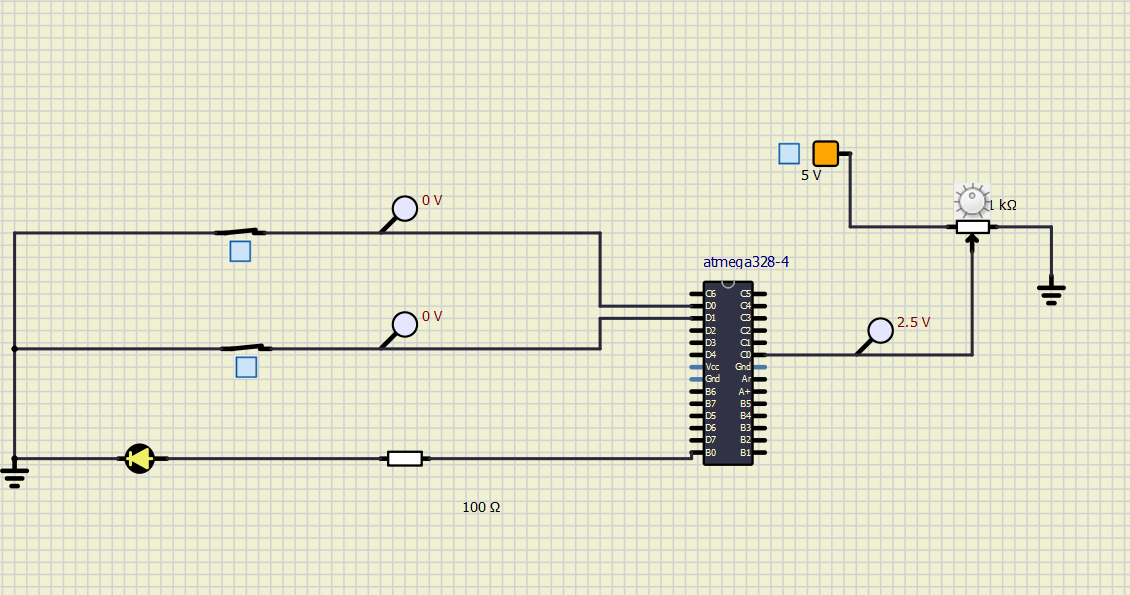 5 V
0 V
1 kΩ
atmega328-4
0 V
2.5 V
C6 C5
D0 C4
D1 C3
D2 C2
D3 C1
D4 C0
Vcc Gnd
Gnd Ar
B6 A+
B7 B5
D5 B4
D6 B3
D7 B2
B0 B1
100 Ω